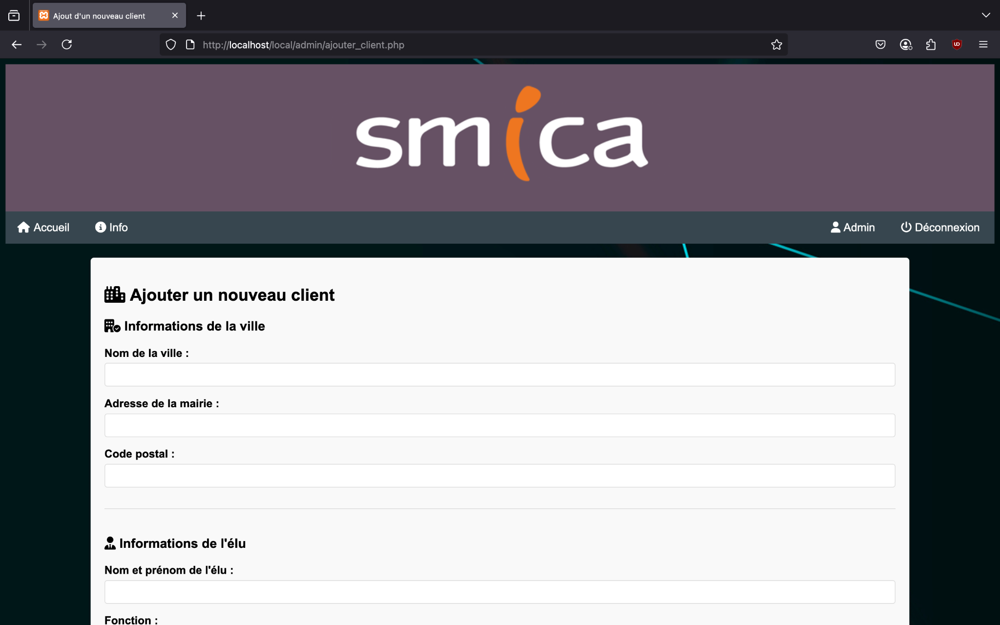 Ajout d'un nouveau client
http://localhost/local/admin/ajouter_client.php
smica
Accueil Info Admin Déconnexion
Ajouter un nouveau client
Informations de la ville
Nom de la ville :
Adresse de la mairie :
Code postal :
Informations de l'élu
Nom et prénom de l'élu :
Fonction :